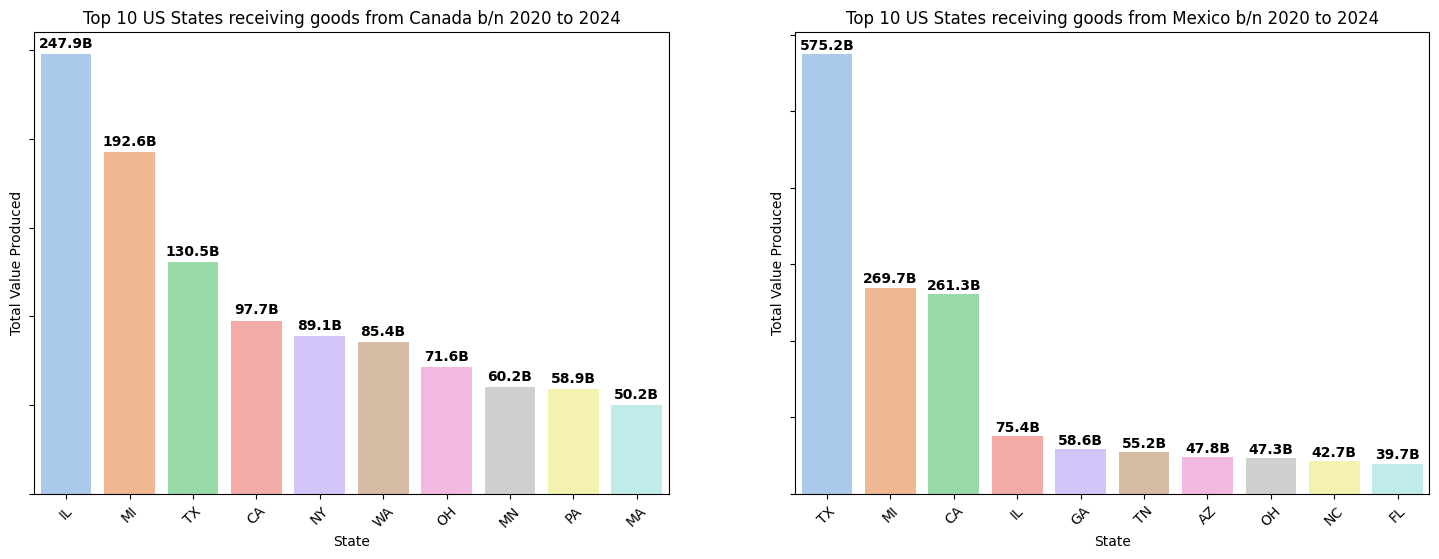 Top 10 US States receiving goods from Canada b/n 2020 to 2024
247.9B
192.6B
130.5B
97.7B
89.1B
85.4B
71.6B
60.2B
58.9B
50.2B
Total Value Produced
IL
MI
TX
CA
NY
WA
OH
MN
PA
MA
State
Top 10 US States receiving goods from Mexico b/n 2020 to 2024
575.2B
269.7B
261.3B
75.4B
58.6B
55.2B
47.8B
47.3B
42.7B
39.7B
Total Value Produced
TX
MI
CA
IL
GA
TN
AZ
OH
NC
FL
State